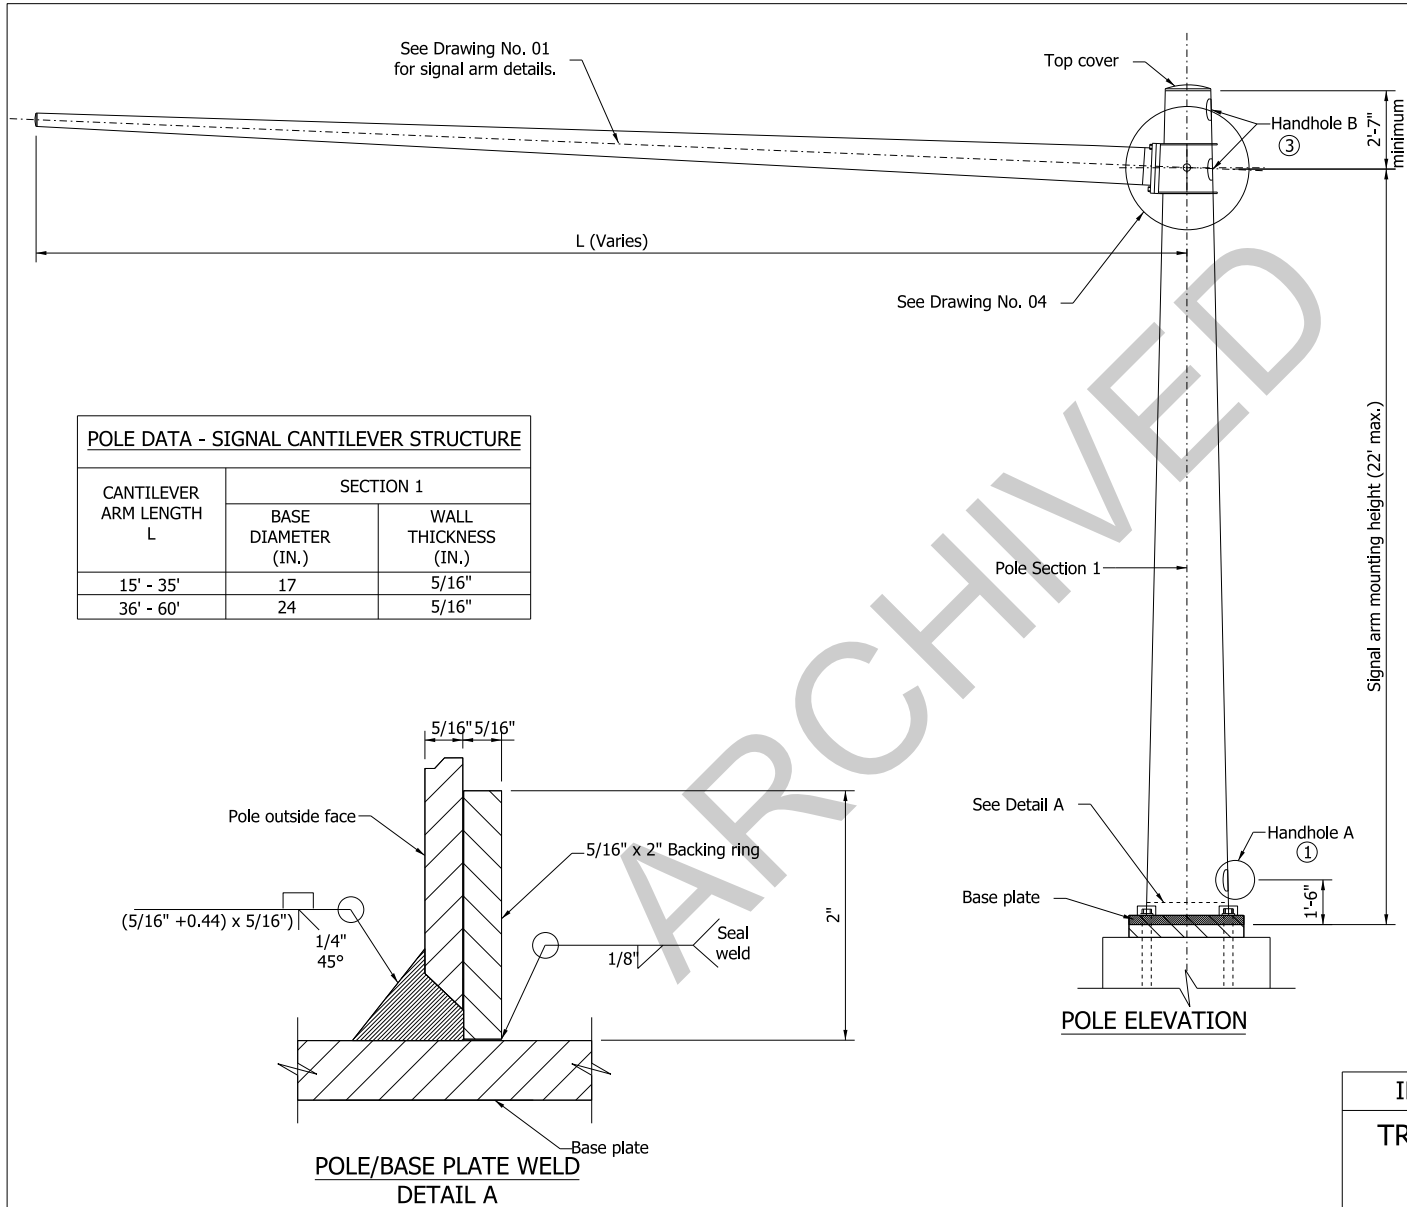 See Drawing No. 01
for signal arm details.
Top cover
Handhole B
3
2'-7"
minimum
L (Varies)
See Drawing No. 04
ARCHIVED
POLE DATA - SIGNAL CANTILEVER STRUCTURE
CANTILEVER
ARM LENGTH
L
SECTION 1
BASE
DIAMETER
(IN.)
WALL
THICKNESS
(IN.)
15' - 35' 17 5/16"
36' - 60' 24 5/16"
Pole Section 1
Signal arm mounting height (22' max.)
5/16" 5/16"
Pole outside face
5/16" x 2" Backing ring
(5/16" +0.44) x 5/16")
1/4"
45°
1/8"
Seal
weld
2"
Base plate
POLE/BASE PLATE WELD
DETAIL A
See Detail A
Handhole A
1
Base plate
1'-6"
POLE ELEVATION